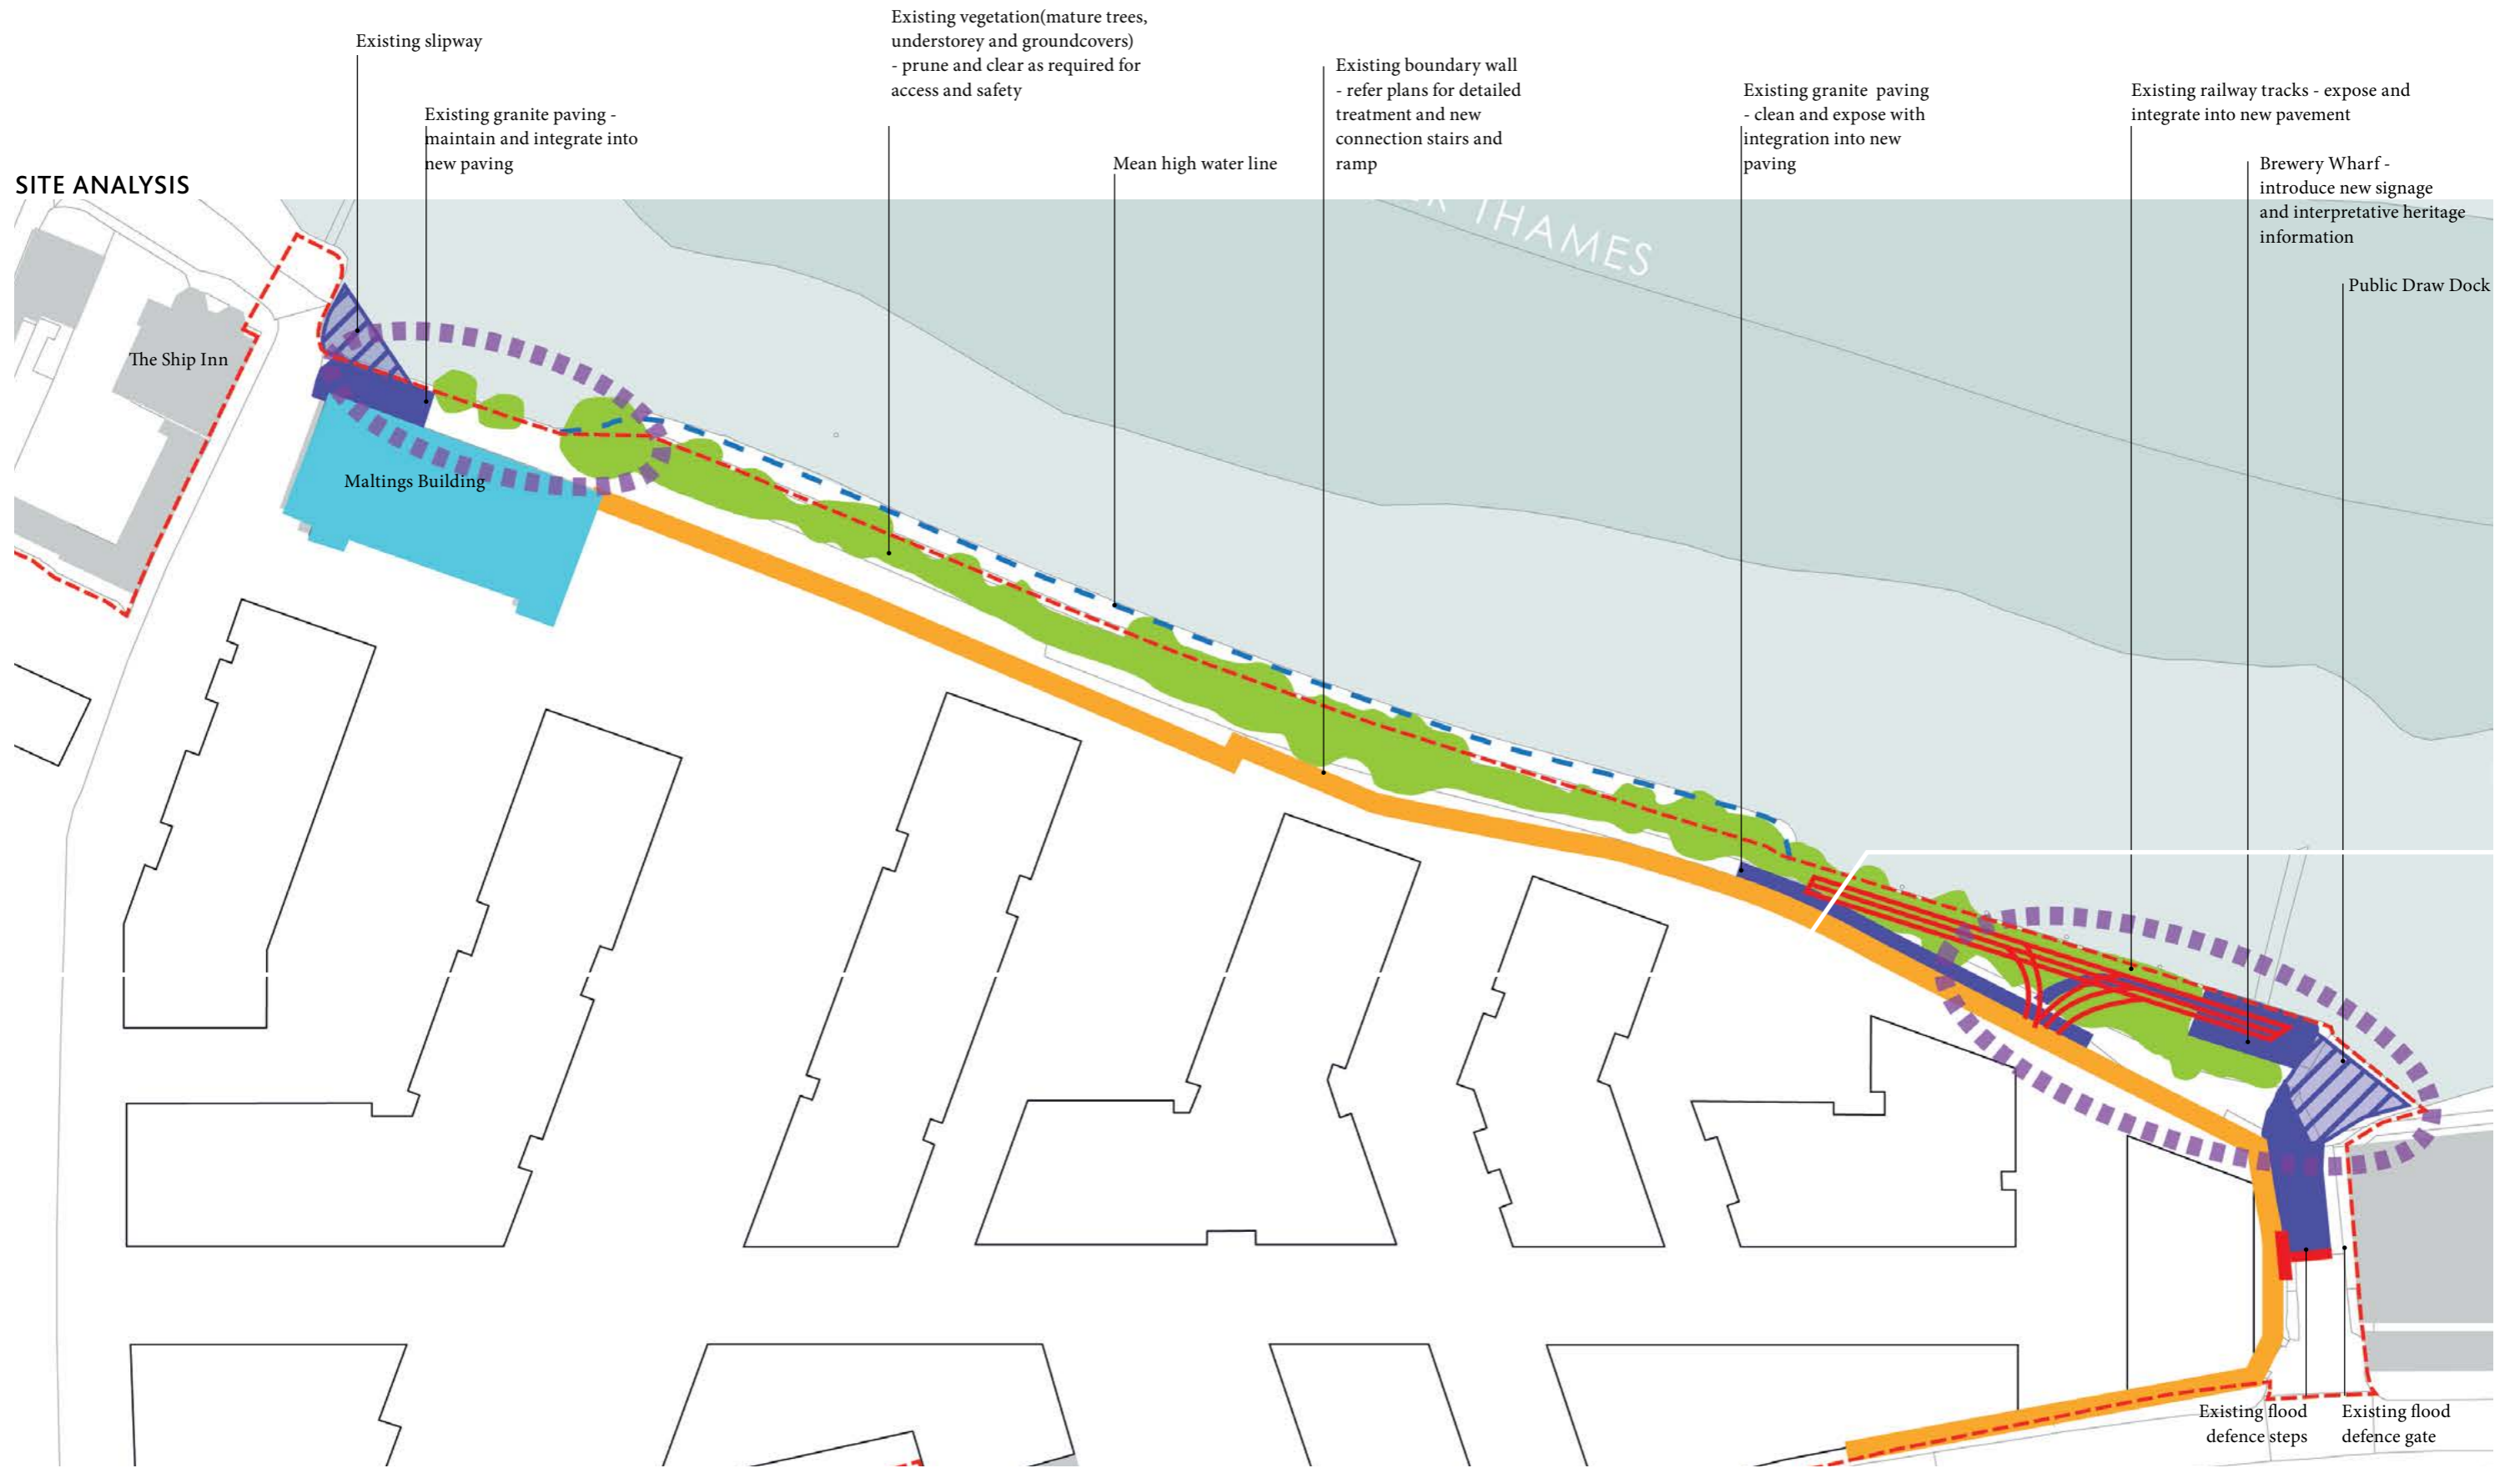 Existing slipway
Existing vegetation(mature trees,
understorey and groundcovers)
- prune and clear as required for
access and safety
Existing granite paving -
maintain and integrate into
new paving
Mean high water line
Existing boundary wall
- refer plans for detailed
treatment and new
connection stairs and
ramp
Existing granite paving
- clean and expose with
integration into new
paving
Existing railway tracks - expose and
integrate into new pavement
Brewery Wharf -
introduce new signage
and interpretative heritage
information
Public Draw Dock
SITE ANALYSIS
THAMES
The Ship Inn
Maltings Building
Existing flood
defence steps
Existing flood
defence gate